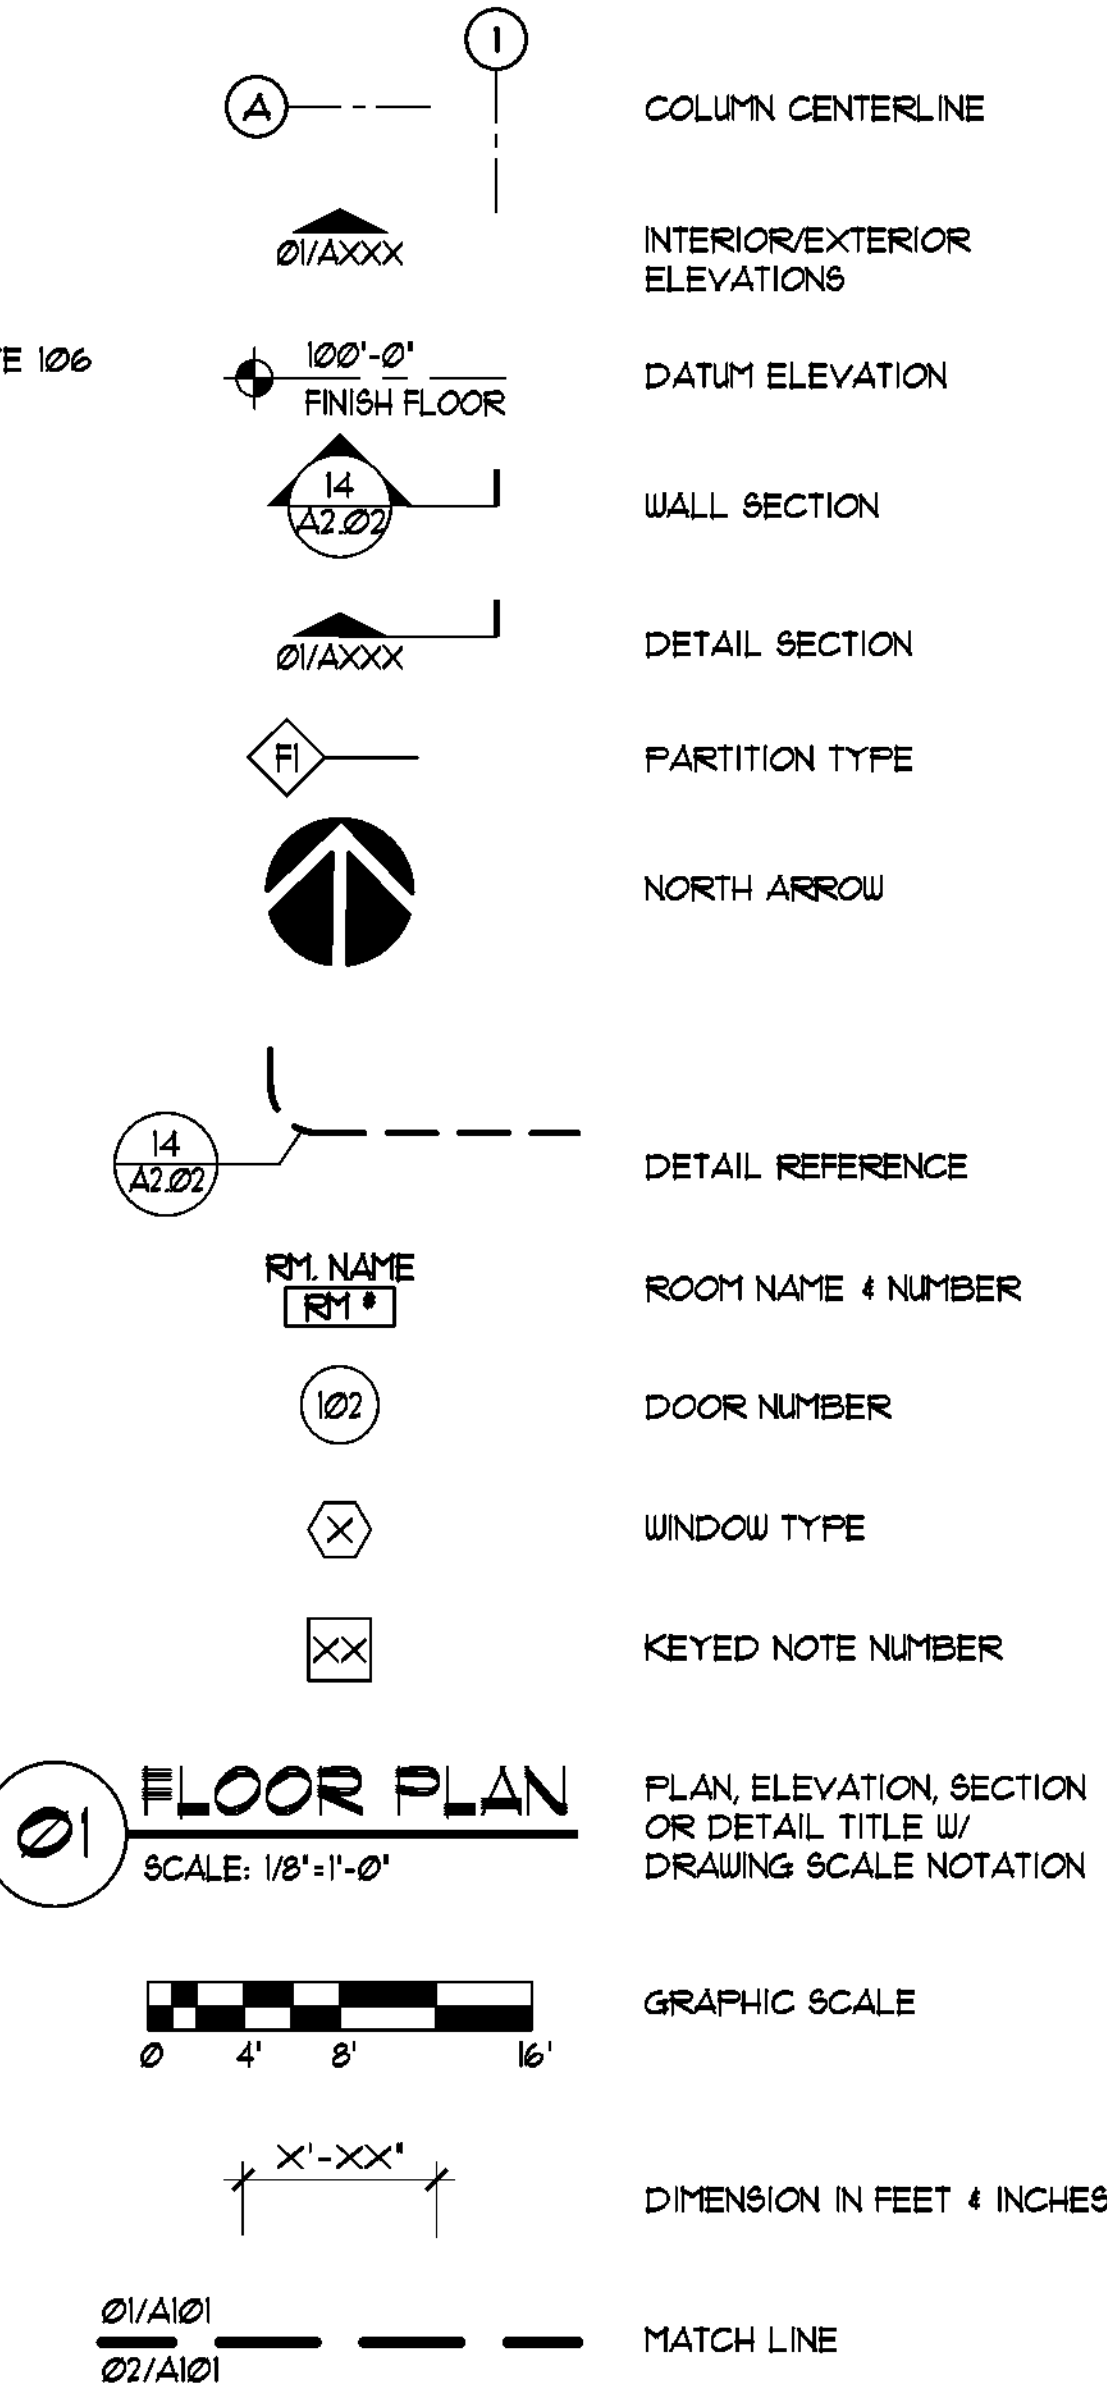 1
A
COLUMN CENTERLINE
Ø1/AXXX
INTERIOR/EXTERIOR
ELEVATIONS
E 1Ø6
1ØØ'-Ø'
FINISH FLOOR
DATUM ELEVATION
14
A2.Ø2
WALL SECTION
Ø1/AXXX
DETAIL SECTION
F1
PARTITION TYPE
NORTH ARROW
14
A2.Ø2
DETAIL REFERENCE
RM. NAME
RM #
ROOM NAME & NUMBER
1Ø2
DOOR NUMBER
X
WINDOW TYPE
XX
KEYED NOTE NUMBER
Ø1
FLOOR PLAN
SCALE: 1/8"=1'-Ø"
PLAN, ELEVATION, SECTION
OR DETAIL TITLE W/
DRAWING SCALE NOTATION
Ø 4' 8' 16'
GRAPHIC SCALE
X'-XX"
DIMENSION IN FEET & INCHES
Ø1/A1Ø1
Ø2/A1Ø1
MATCH LINE